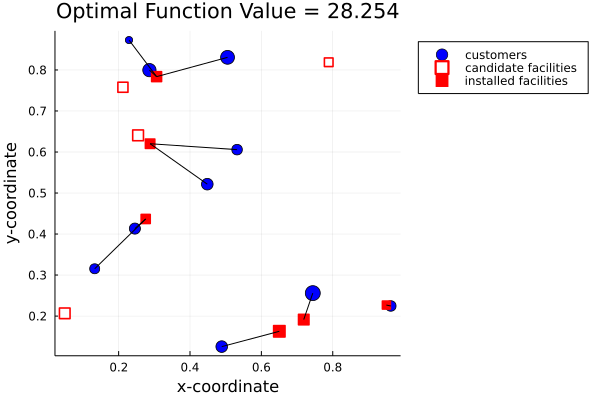 Optimal Function Value = 28.254
customers
candidate facilities
installed facilities
y-coordinate
0.8
0.7
0.6
0.5
0.4
0.3
0.2
0.2
0.4
0.6
0.8
x-coordinate